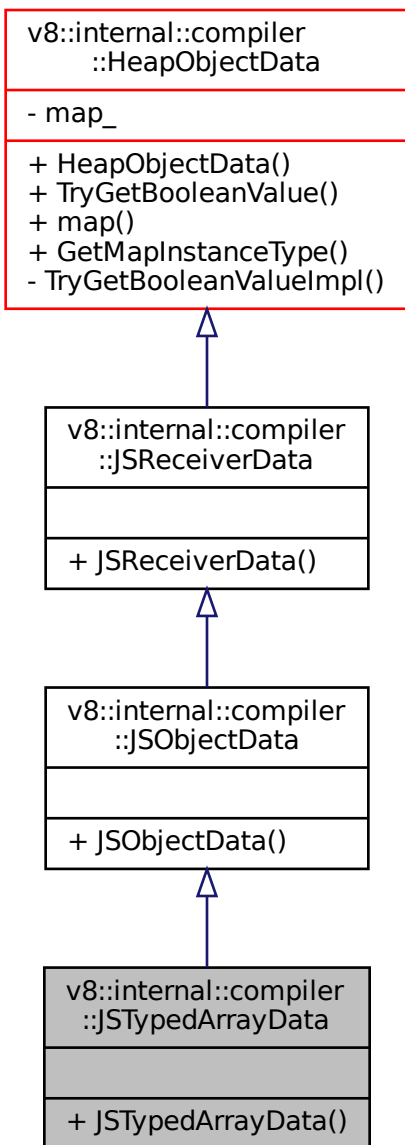 v8::internal::compiler
::HeapObjectData
- map_
+ HeapObjectData()
+ TryGetBooleanValue()
+ map()
+ GetMapInstanceType()
- TryGetBooleanValueImpl()
v8::internal::compiler
::JSReceiverData
+ JSReceiverData()
v8::internal::compiler
::JSObjectData
+ JSObjectData()
v8::internal::compiler
::JSTypedArrayData
+ JSTypedArrayData()